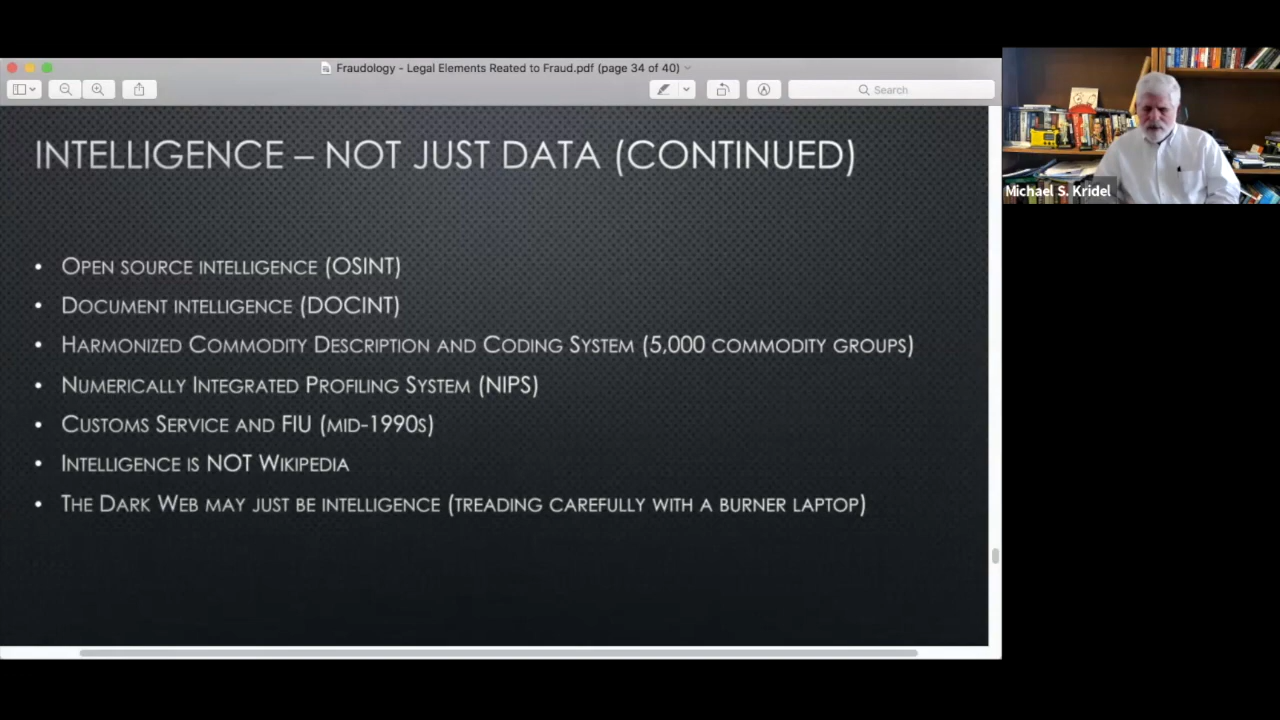 Fraudology - Legal Elements Reated to Fraud.pdf (page 34 of 40)
Search
INTELLIGENCE – NOT JUST DATA (CONTINUED)
• OPEN SOURCE INTELLIGENCE (OSINT)
• DOCUMENT INTELLIGENCE (DOCINT)
• HARMONIZED COMMODITY DESCRIPTION AND CODING SYSTEM (5,000 COMMODITY GROUPS)
• NUMERICALLY INTEGRATED PROFILING SYSTEM (NIPS)
• CUSTOMS SERVICE AND FIU (MID-1990S)
• INTELLIGENCE IS NOT WIKIPEDIA
• THE DARK WEB MAY JUST BE INTELLIGENCE (TREADING CAREFULLY WITH A BURNER LAPTOP)
Michael S. Kridel